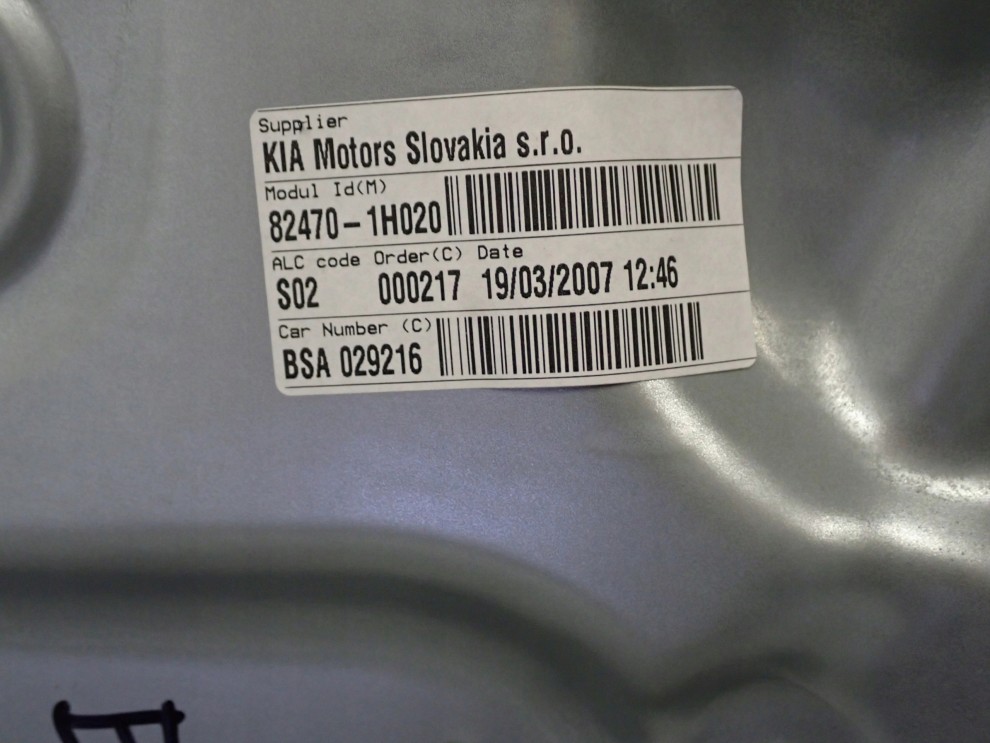 Supplier
KIA Motors Slovakia s.r.o.
Modul Id(M)
82470-1H020
ALC code Order(C) Date
S02 000217 19/03/2007 12:46
Car Number (C)
BSA 029216